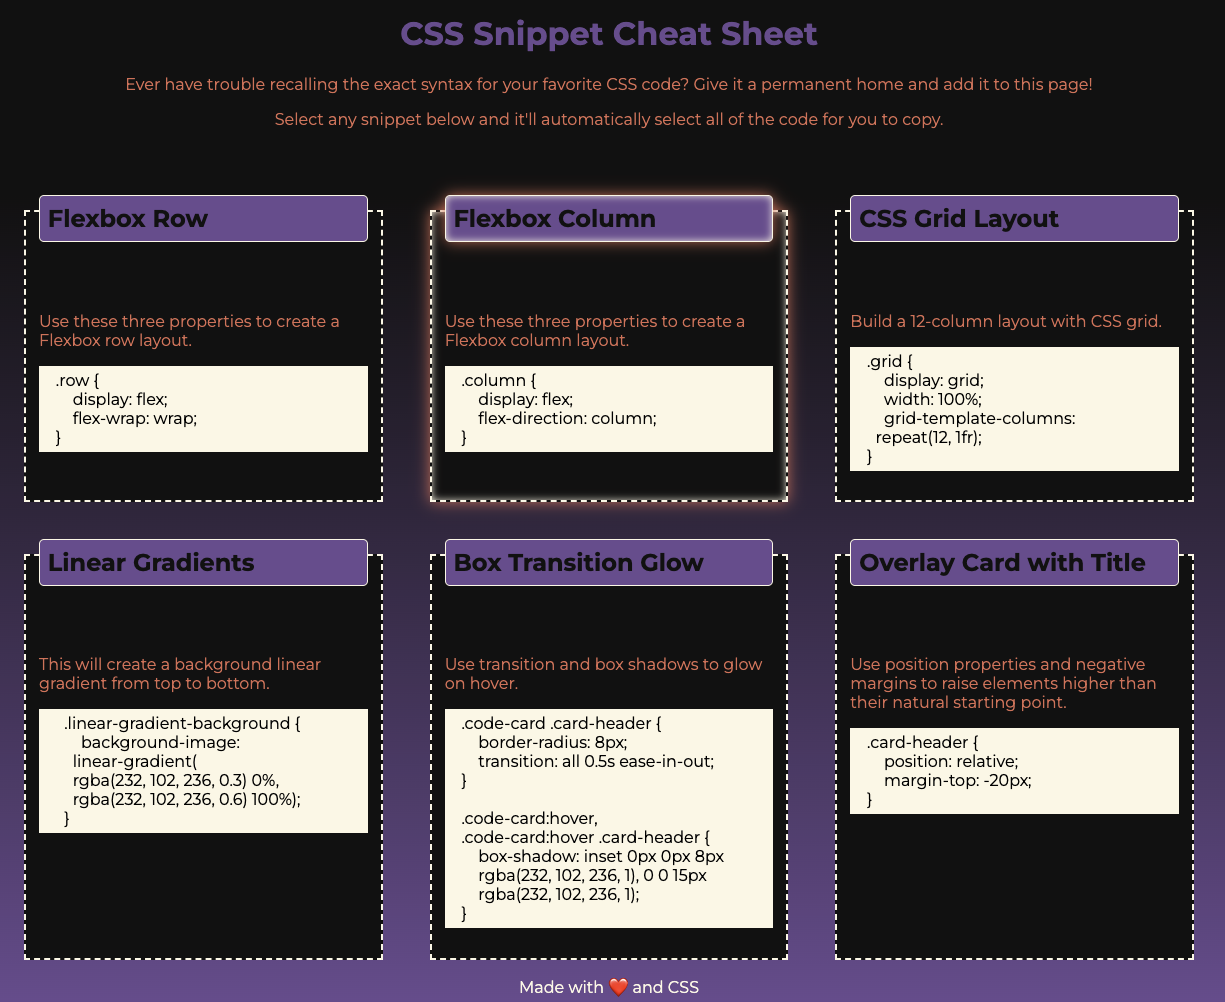 CSS Snippet Cheat Sheet
Ever have trouble recalling the exact syntax for your favorite CSS code? Give it a permanent home and add it to this page!
Select any snippet below and it'll automatically select all of the code for you to copy.
Flexbox Row
Use these three properties to create a
Flexbox row layout.
.row {
display: flex;
flex-wrap: wrap;
}
Flexbox Column
Use these three properties to create a
Flexbox column layout.
.column {
display: flex;
flex-direction: column;
}
CSS Grid Layout
Build a 12-column layout with CSS grid.
.grid {
display: grid;
width: 100%;
grid-template-columns:
repeat(12, 1fr);
}
Linear Gradients
This will create a background linear
gradient from top to bottom.
.linear-gradient-background {
background-image:
linear-gradient(
rgba(232, 102, 236, 0.3) 0%,
rgba(232, 102, 236, 0.6) 100%);
}
Box Transition Glow
Use transition and box shadows to glow
on hover.
.code-card .card-header {
border-radius: 8px;
transition: all 0.5s ease-in-out;
}
.code-card:hover,
.code-card:hover .card-header {
box-shadow: inset 0px 0px 8px
rgba(232, 102, 236, 1), 0 0 15px
rgba(232, 102, 236, 1);
}
Overlay Card with Title
Use position properties and negative
margins to raise elements higher than
their natural starting point.
.card-header {
position: relative;
margin-top: -20px;
}
Made with ❤️ and CSS